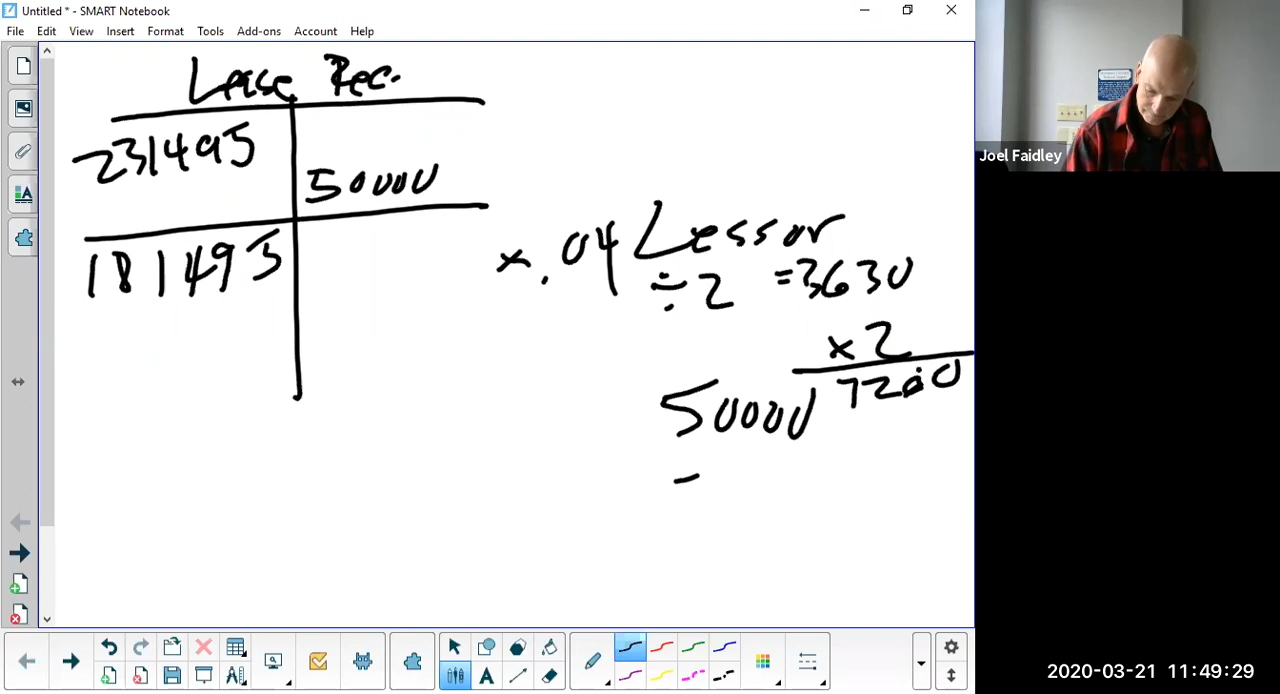 Untitled * - SMART Notebook
File Edit View Insert Format Tools Add-ons Account Help
Lease Rec.
231495
50000
181495
x .04 Lessor
÷ 2 = 3630
x 2
7260
50000
-
Joel Faidley
A
A
2020-03-21 11:49:29